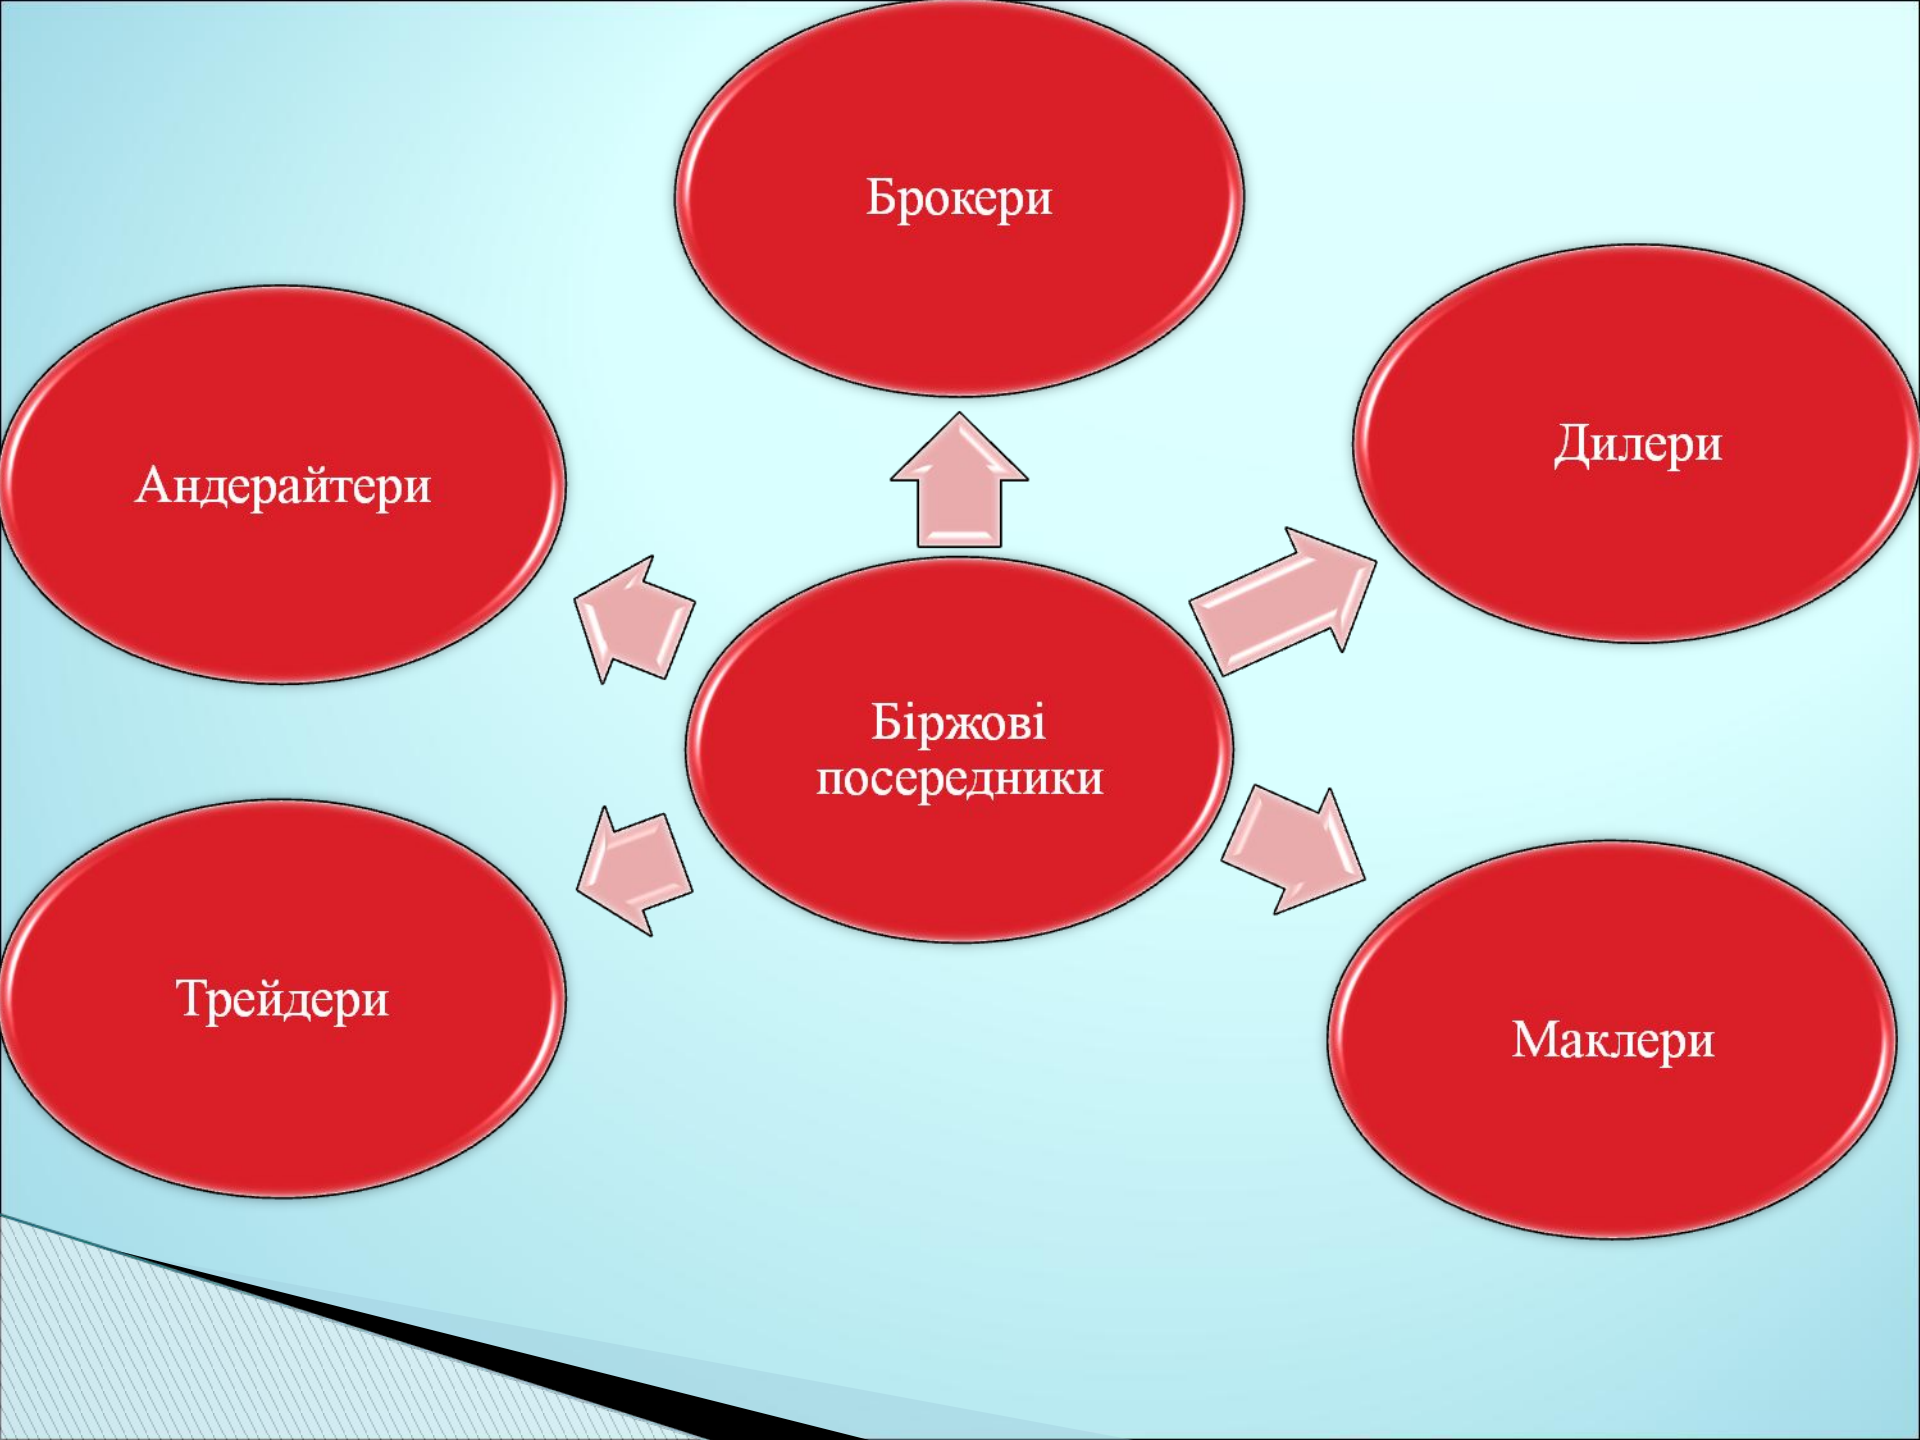 Брокери
Дилери
Андерайтери
Біржові
посередники
Трейдери
Маклери